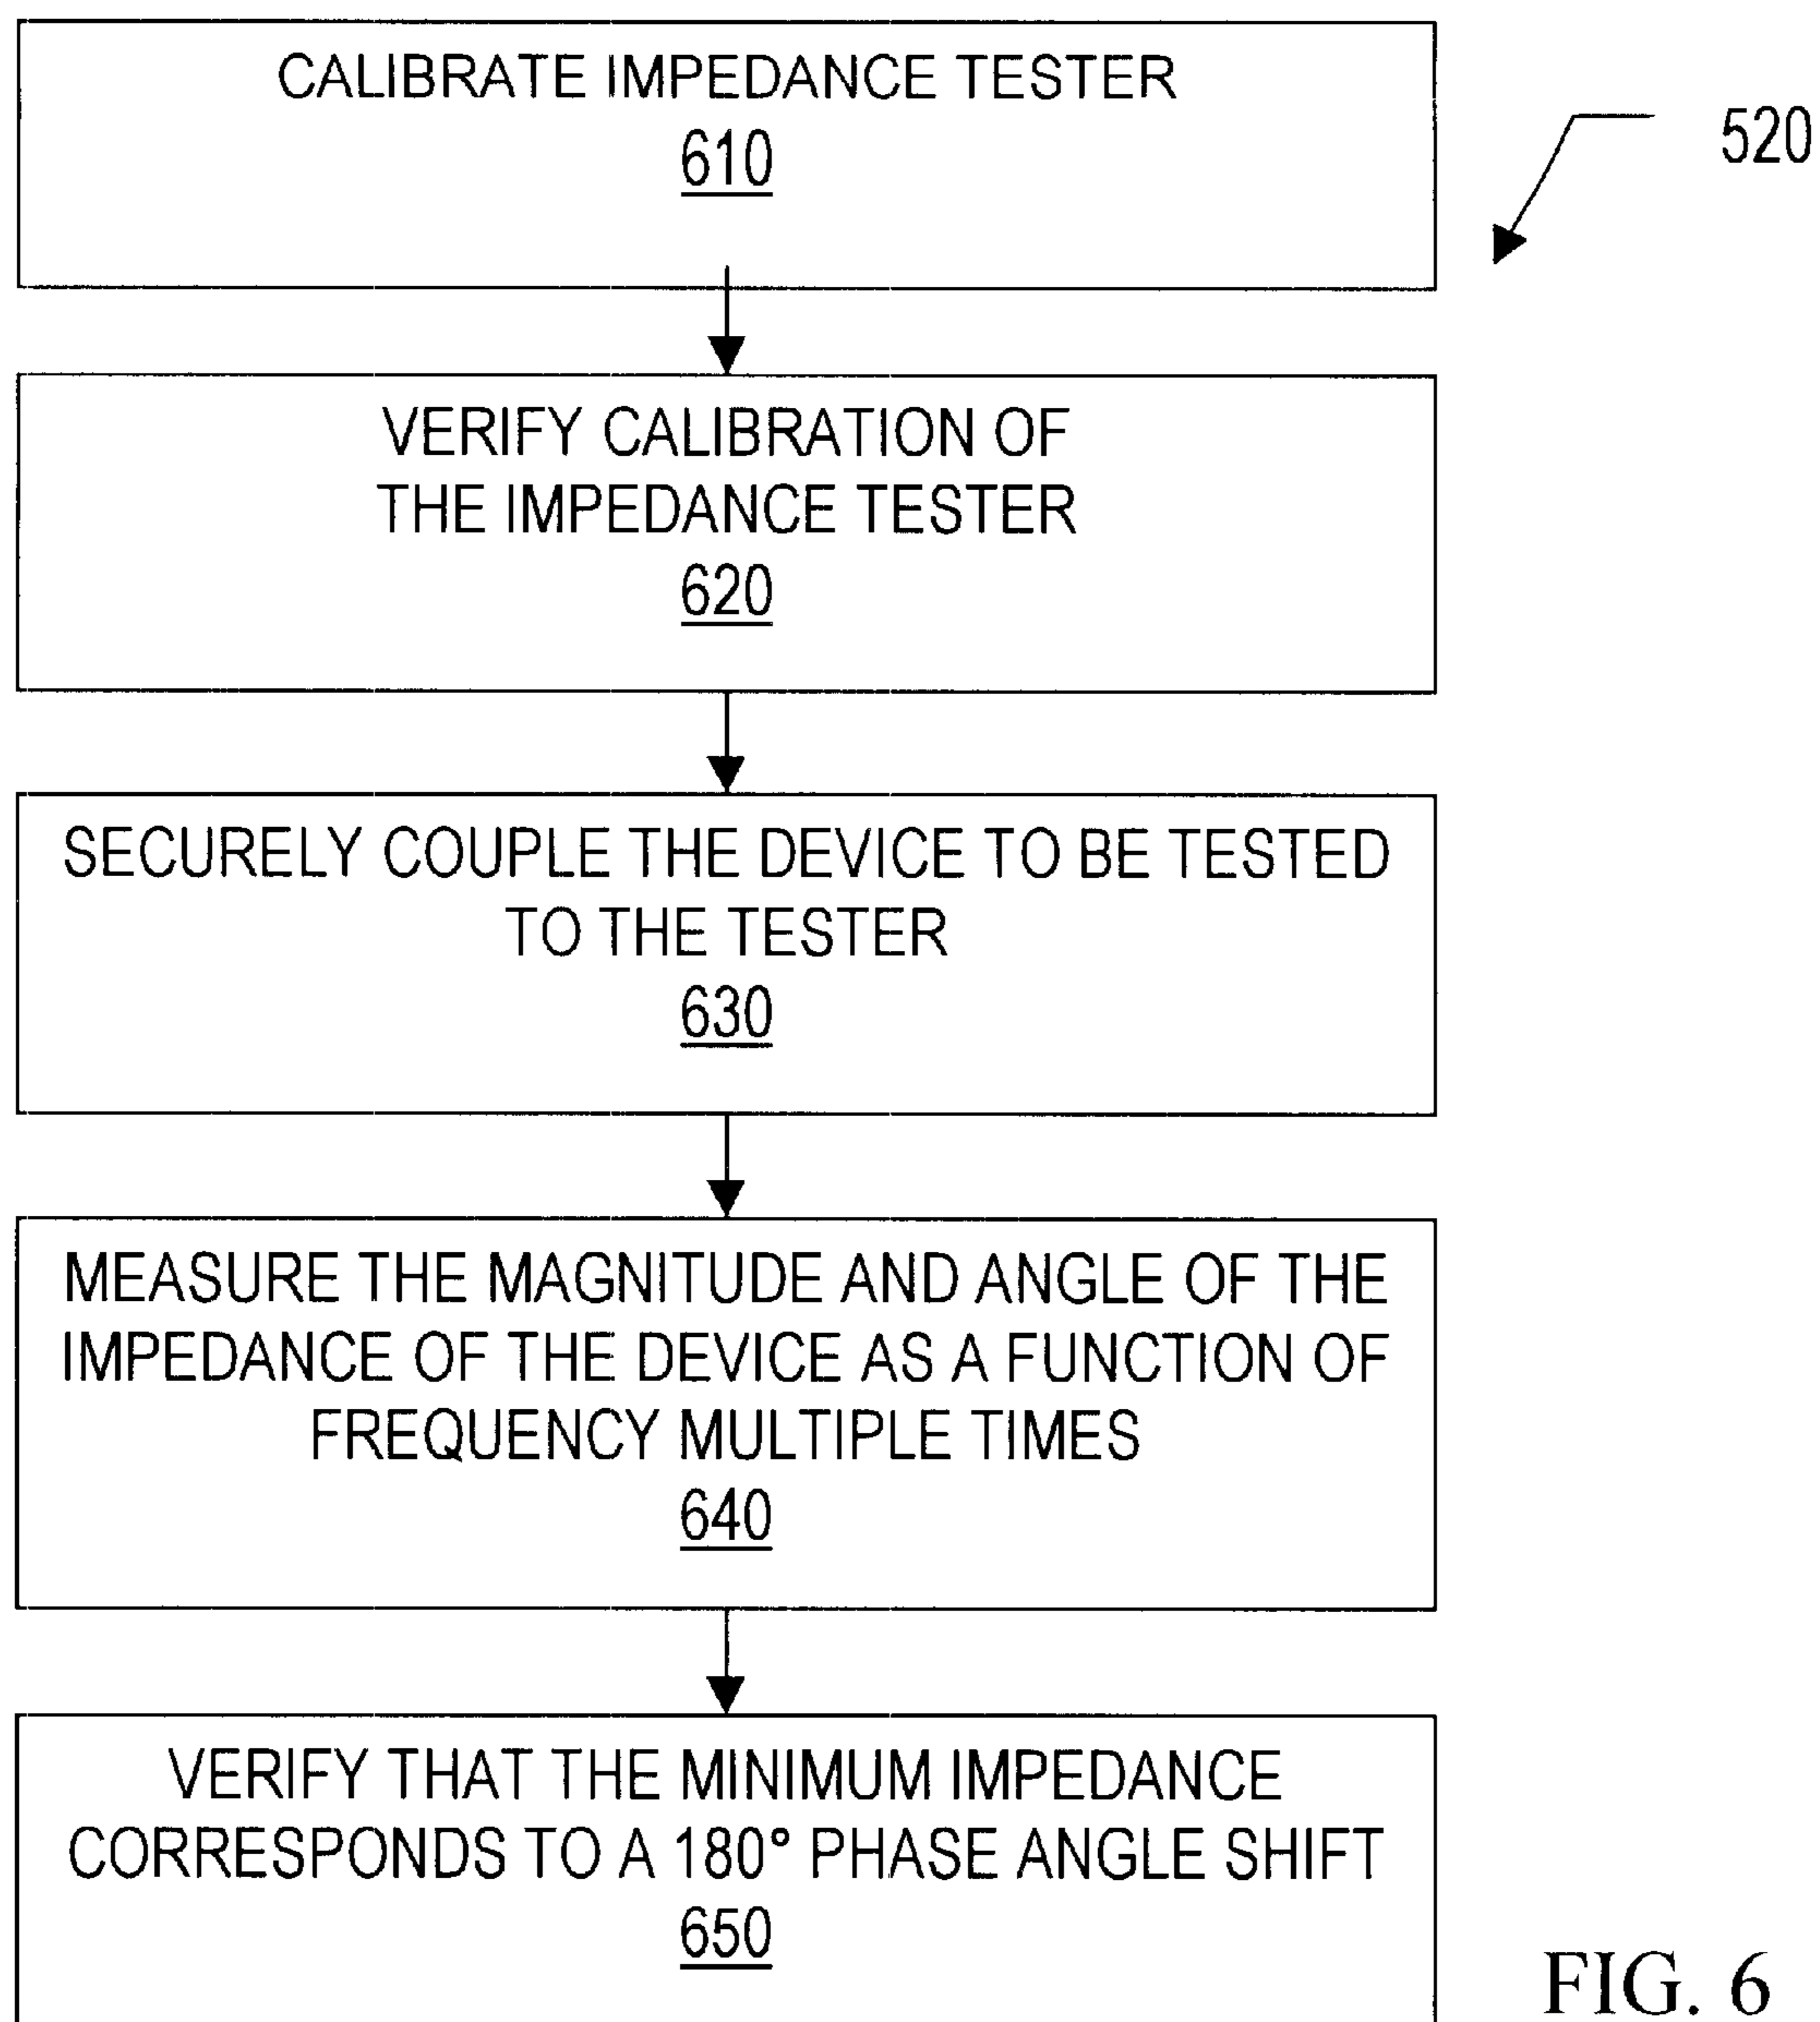 CALIBRATE IMPEDANCE TESTER
610
520
VERIFY CALIBRATION OF
THE IMPEDANCE TESTER
620
SECURELY COUPLE THE DEVICE TO BE TESTED
TO THE TESTER
630
MEASURE THE MAGNITUDE AND ANGLE OF THE
IMPEDANCE OF THE DEVICE AS A FUNCTION OF
FREQUENCY MULTIPLE TIMES
640
VERIFY THAT THE MINIMUM IMPEDANCE
CORRESPONDS TO A 180° PHASE ANGLE SHIFT
650
FIG. 6